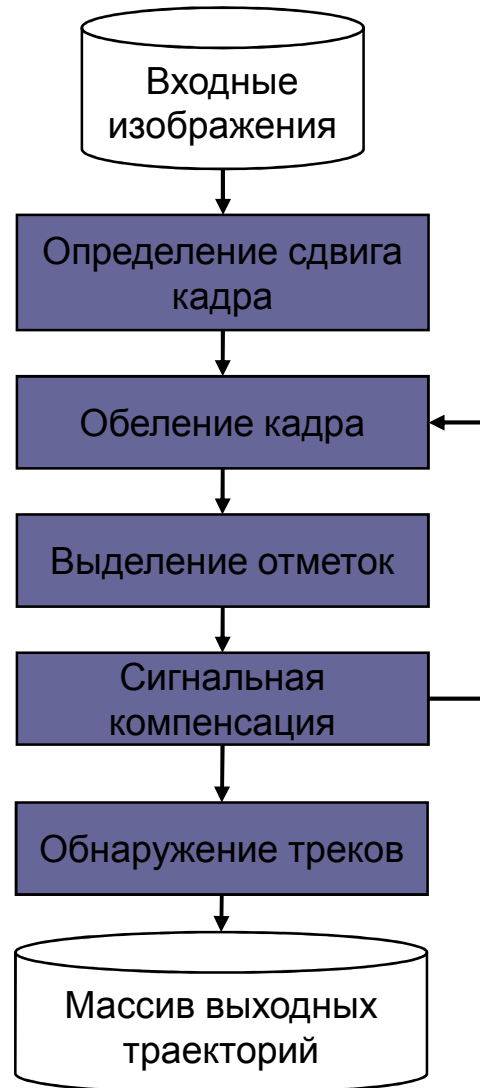 Входные
изображения
Определение сдвига
кадра
Обеление кадра
Выделение отметок
Сигнальная
компенсация
Обнаружение треков
Массив выходных
траекторий